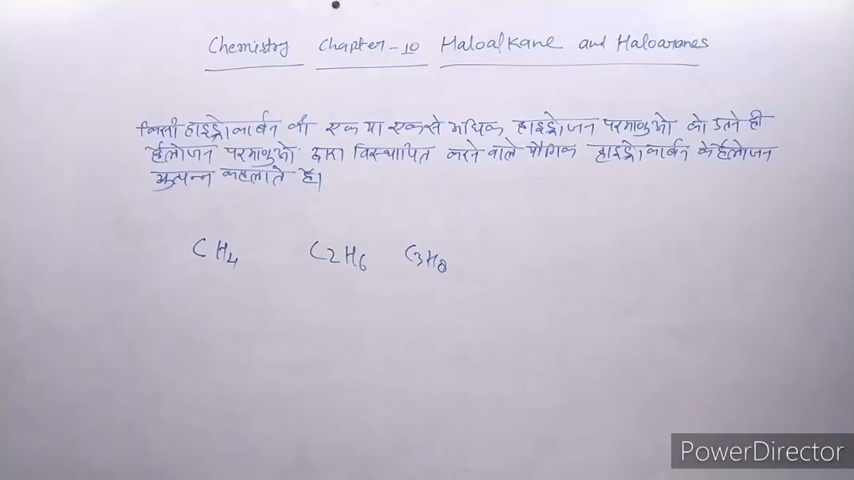 Chemistry Chapter-10 Haloalkane and Haloarenes
किसी हाइड्रोकार्बन की एक या एक से अधिक हाइड्रोजन परमाणुओ को उतने ही
हैलोजन परमाणुओ द्वारा विस्थापित करने वाले यौगिक हाइड्रोकार्बन के हैलोजन
व्युत्पन्न कहलाते हैं।
CH4 C2H6 C3H8
PowerDirector